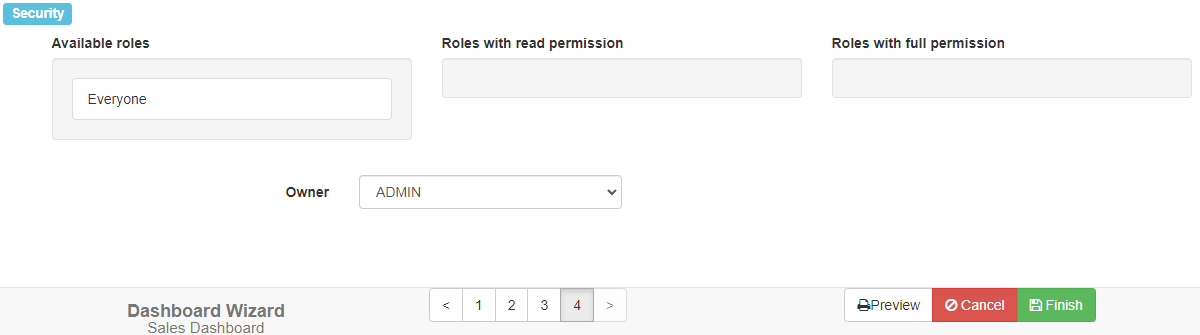 Security
Available roles
Roles with read permission
Roles with full permission
Everyone
Owner
ADMIN
Dashboard Wizard
Sales Dashboard
< 1 2 3 4 >
Preview Cancel Finish